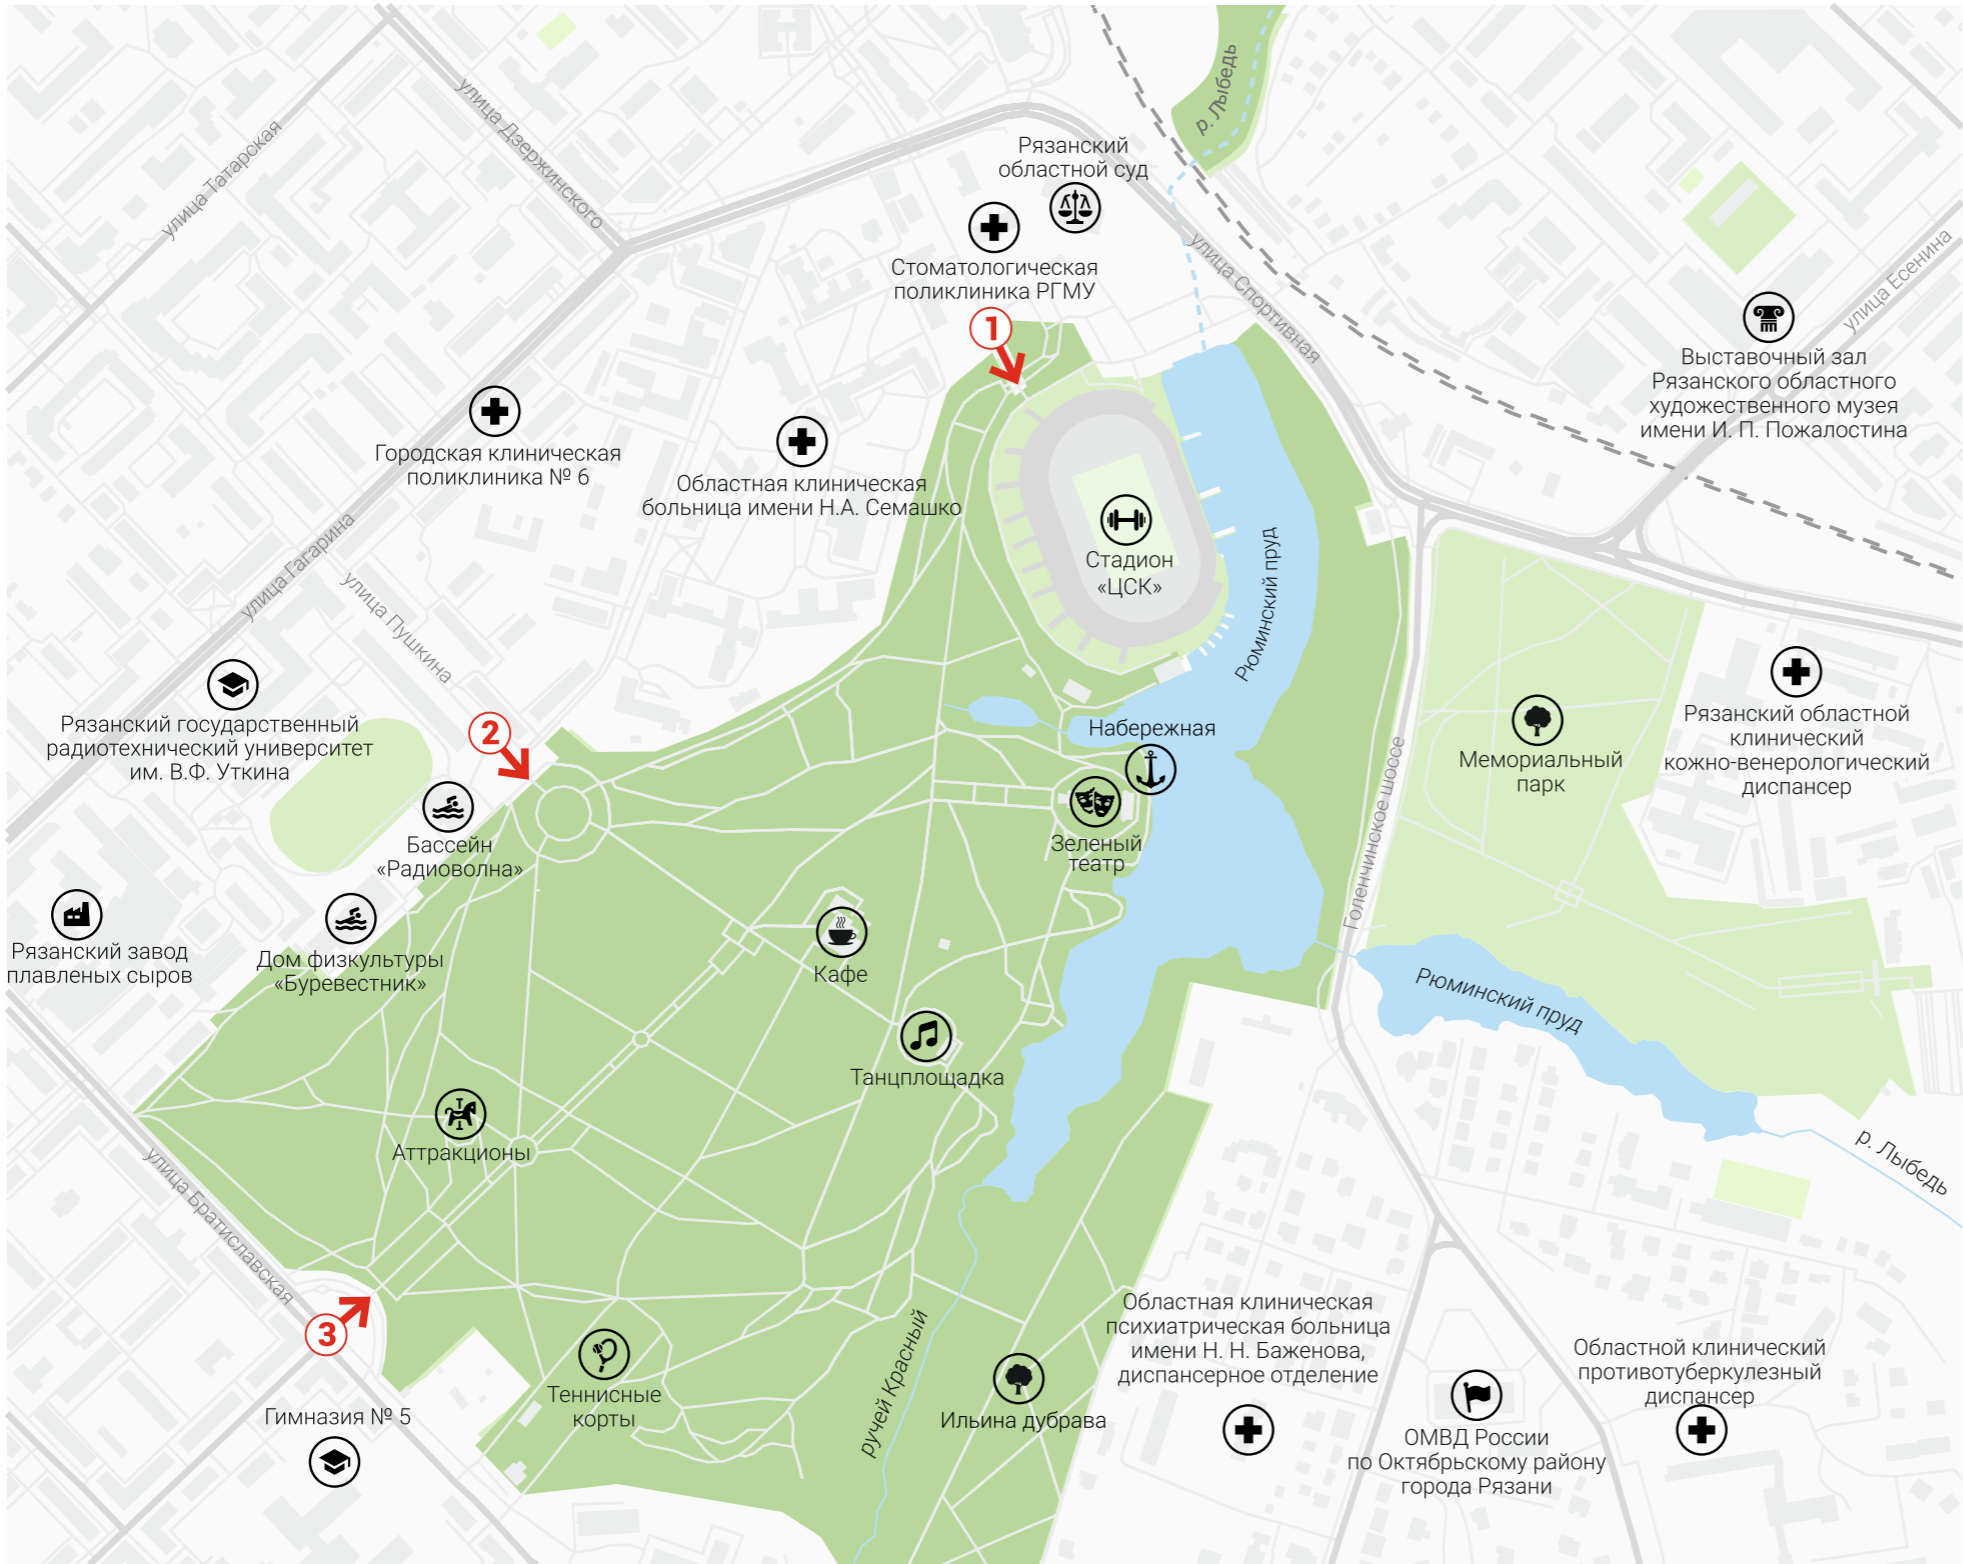 р. Лыбедь
улица Дзержинского
улица Татарская
Рязанский
областной суд
Стоматологическая
поликлиника РГМУ
улица Спортивная
улица Есенина
1
Выставочный зал
Рязанского областного
художественного музея
имени И. П. Пожалостина
Городская клиническая
поликлиника № 6
Областная клиническая
больница имени Н.А. Семашко
улица Гагарина
улица Пушкина
Стадион
«ЦСК»
Рюминский пруд
Рязанский государственный
радиотехнический университет
им. В.Ф. Уткина
2
Набережная
Мемориальный
парк
Рязанский областной
клинический
кожно-венерологический
диспансер
Голенчинское шоссе
Бассейн
«Радиоволна»
Зеленый
театр
Рязанский завод
плавленых сыров
Дом физкультуры
«Буревестник»
Кафе
Рюминский пруд
Танцплощадка
Аттракционы
р. Лыбедь
улица Братиславская
3
Областная клиническая
психиатрическая больница
имени Н. Н. Баженова,
диспансерное отделение
Областной клинический
противотуберкулезный
диспансер
Теннисные
корты
ручей Красный
Ильина дубрава
Гимназия № 5
ОМВД России
по Октябрьскому району
города Рязани